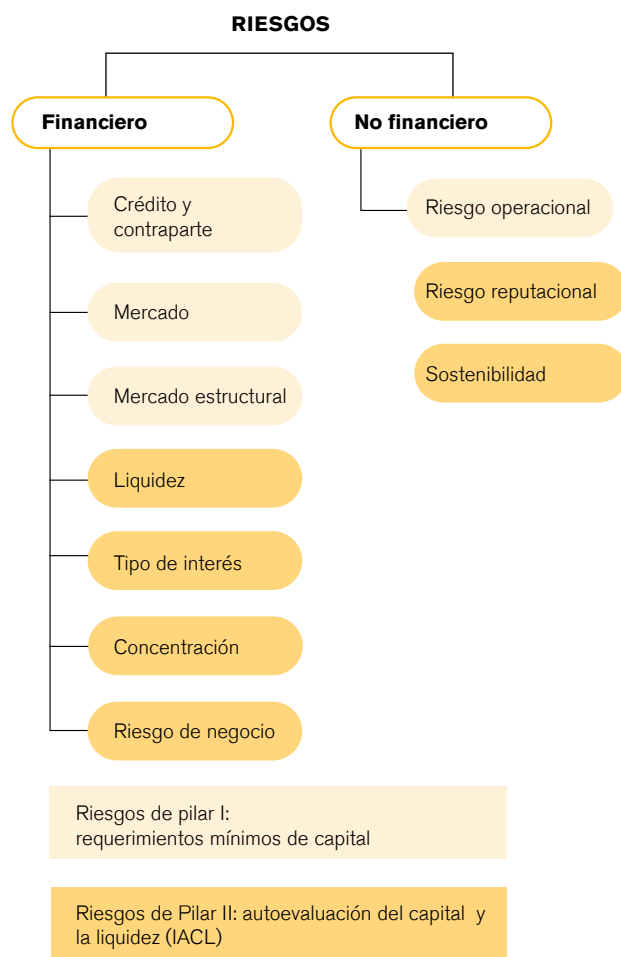 RIESGOS
Financiero
No financiero
Crédito y
contraparte
Mercado
Mercado estructural
Liquidez
Tipo de interés
Concentración
Riesgo de negocio
Riesgo operacional
Riesgo reputacional
Sostenibilidad
Riesgos de pilar I:
requerimientos mínimos de capital
Riesgos de Pilar II: autoevaluación del capital y
la liquidez (IACL)